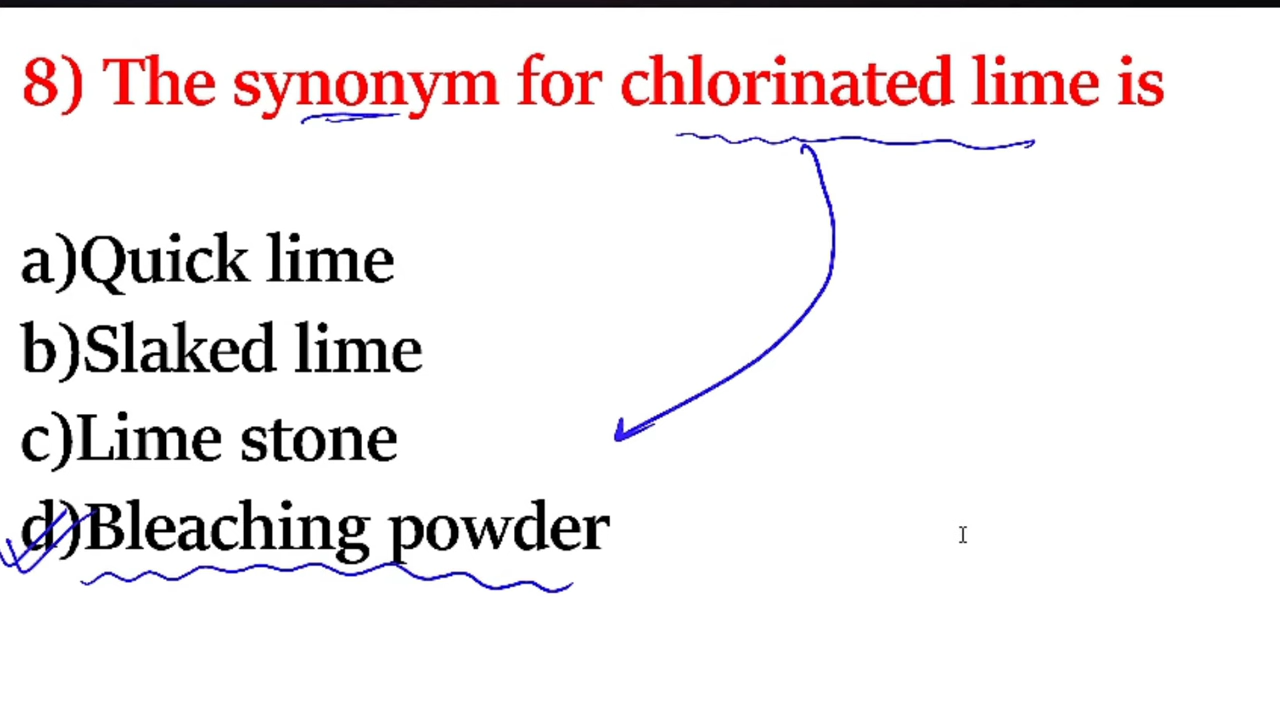 8) The synonym for chlorinated lime is
a)Quick lime
b)Slaked lime
c)Lime stone
d)Bleaching powder